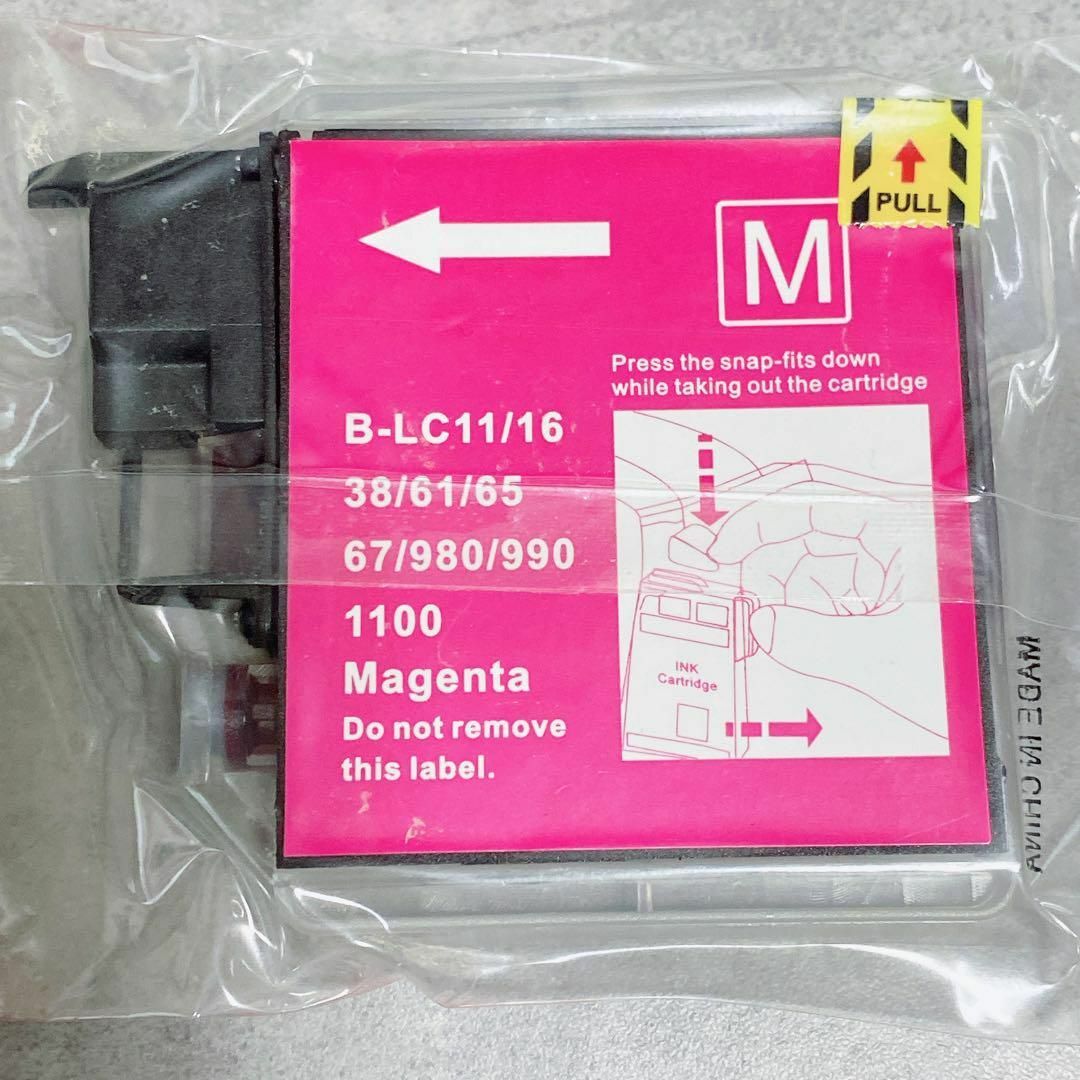 PULL
M
Press the snap-fits down
while taking out the cartridge
B-LC11/16
38/61/65
67/980/990
1100
Magenta
Do not remove
this label.
INK
Cartridge
MADE IN CHINA